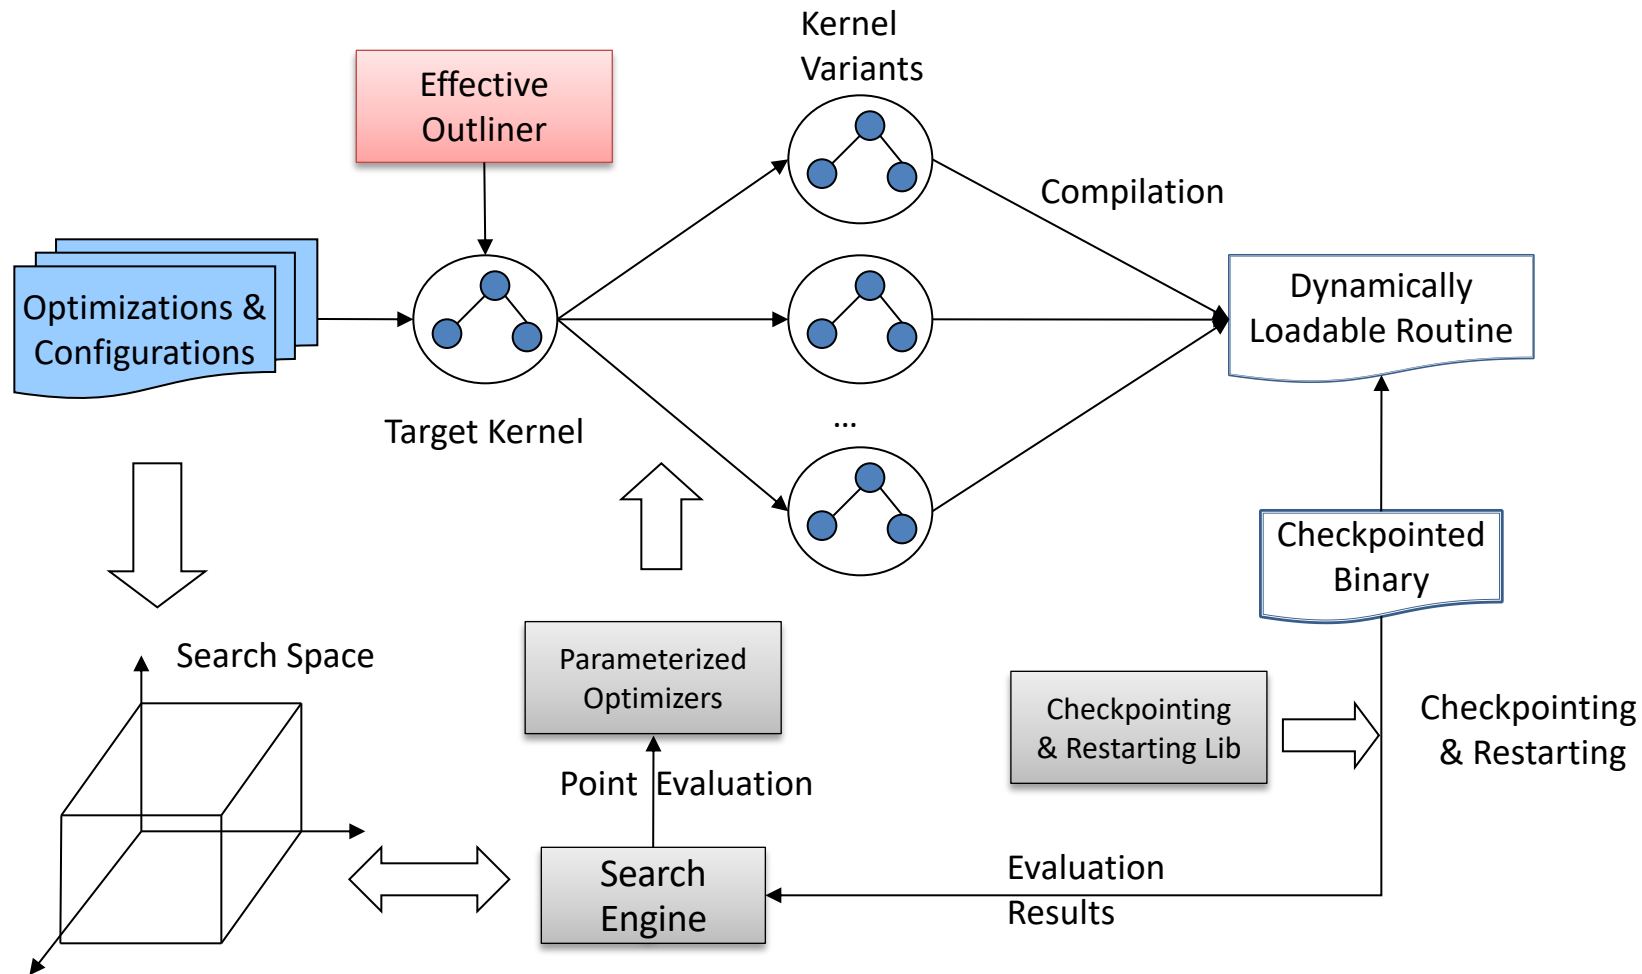 Kernel
Variants
Effective
Outliner
Compilation
Optimizations &
Configurations
Dynamically
Loadable Routine
Target Kernel
...
Checkpointed
Binary
Search Space
Parameterized
Optimizers
Checkpointing
& Restarting Lib
Checkpointing
& Restarting
Point Evaluation
Search
Engine
Evaluation
Results